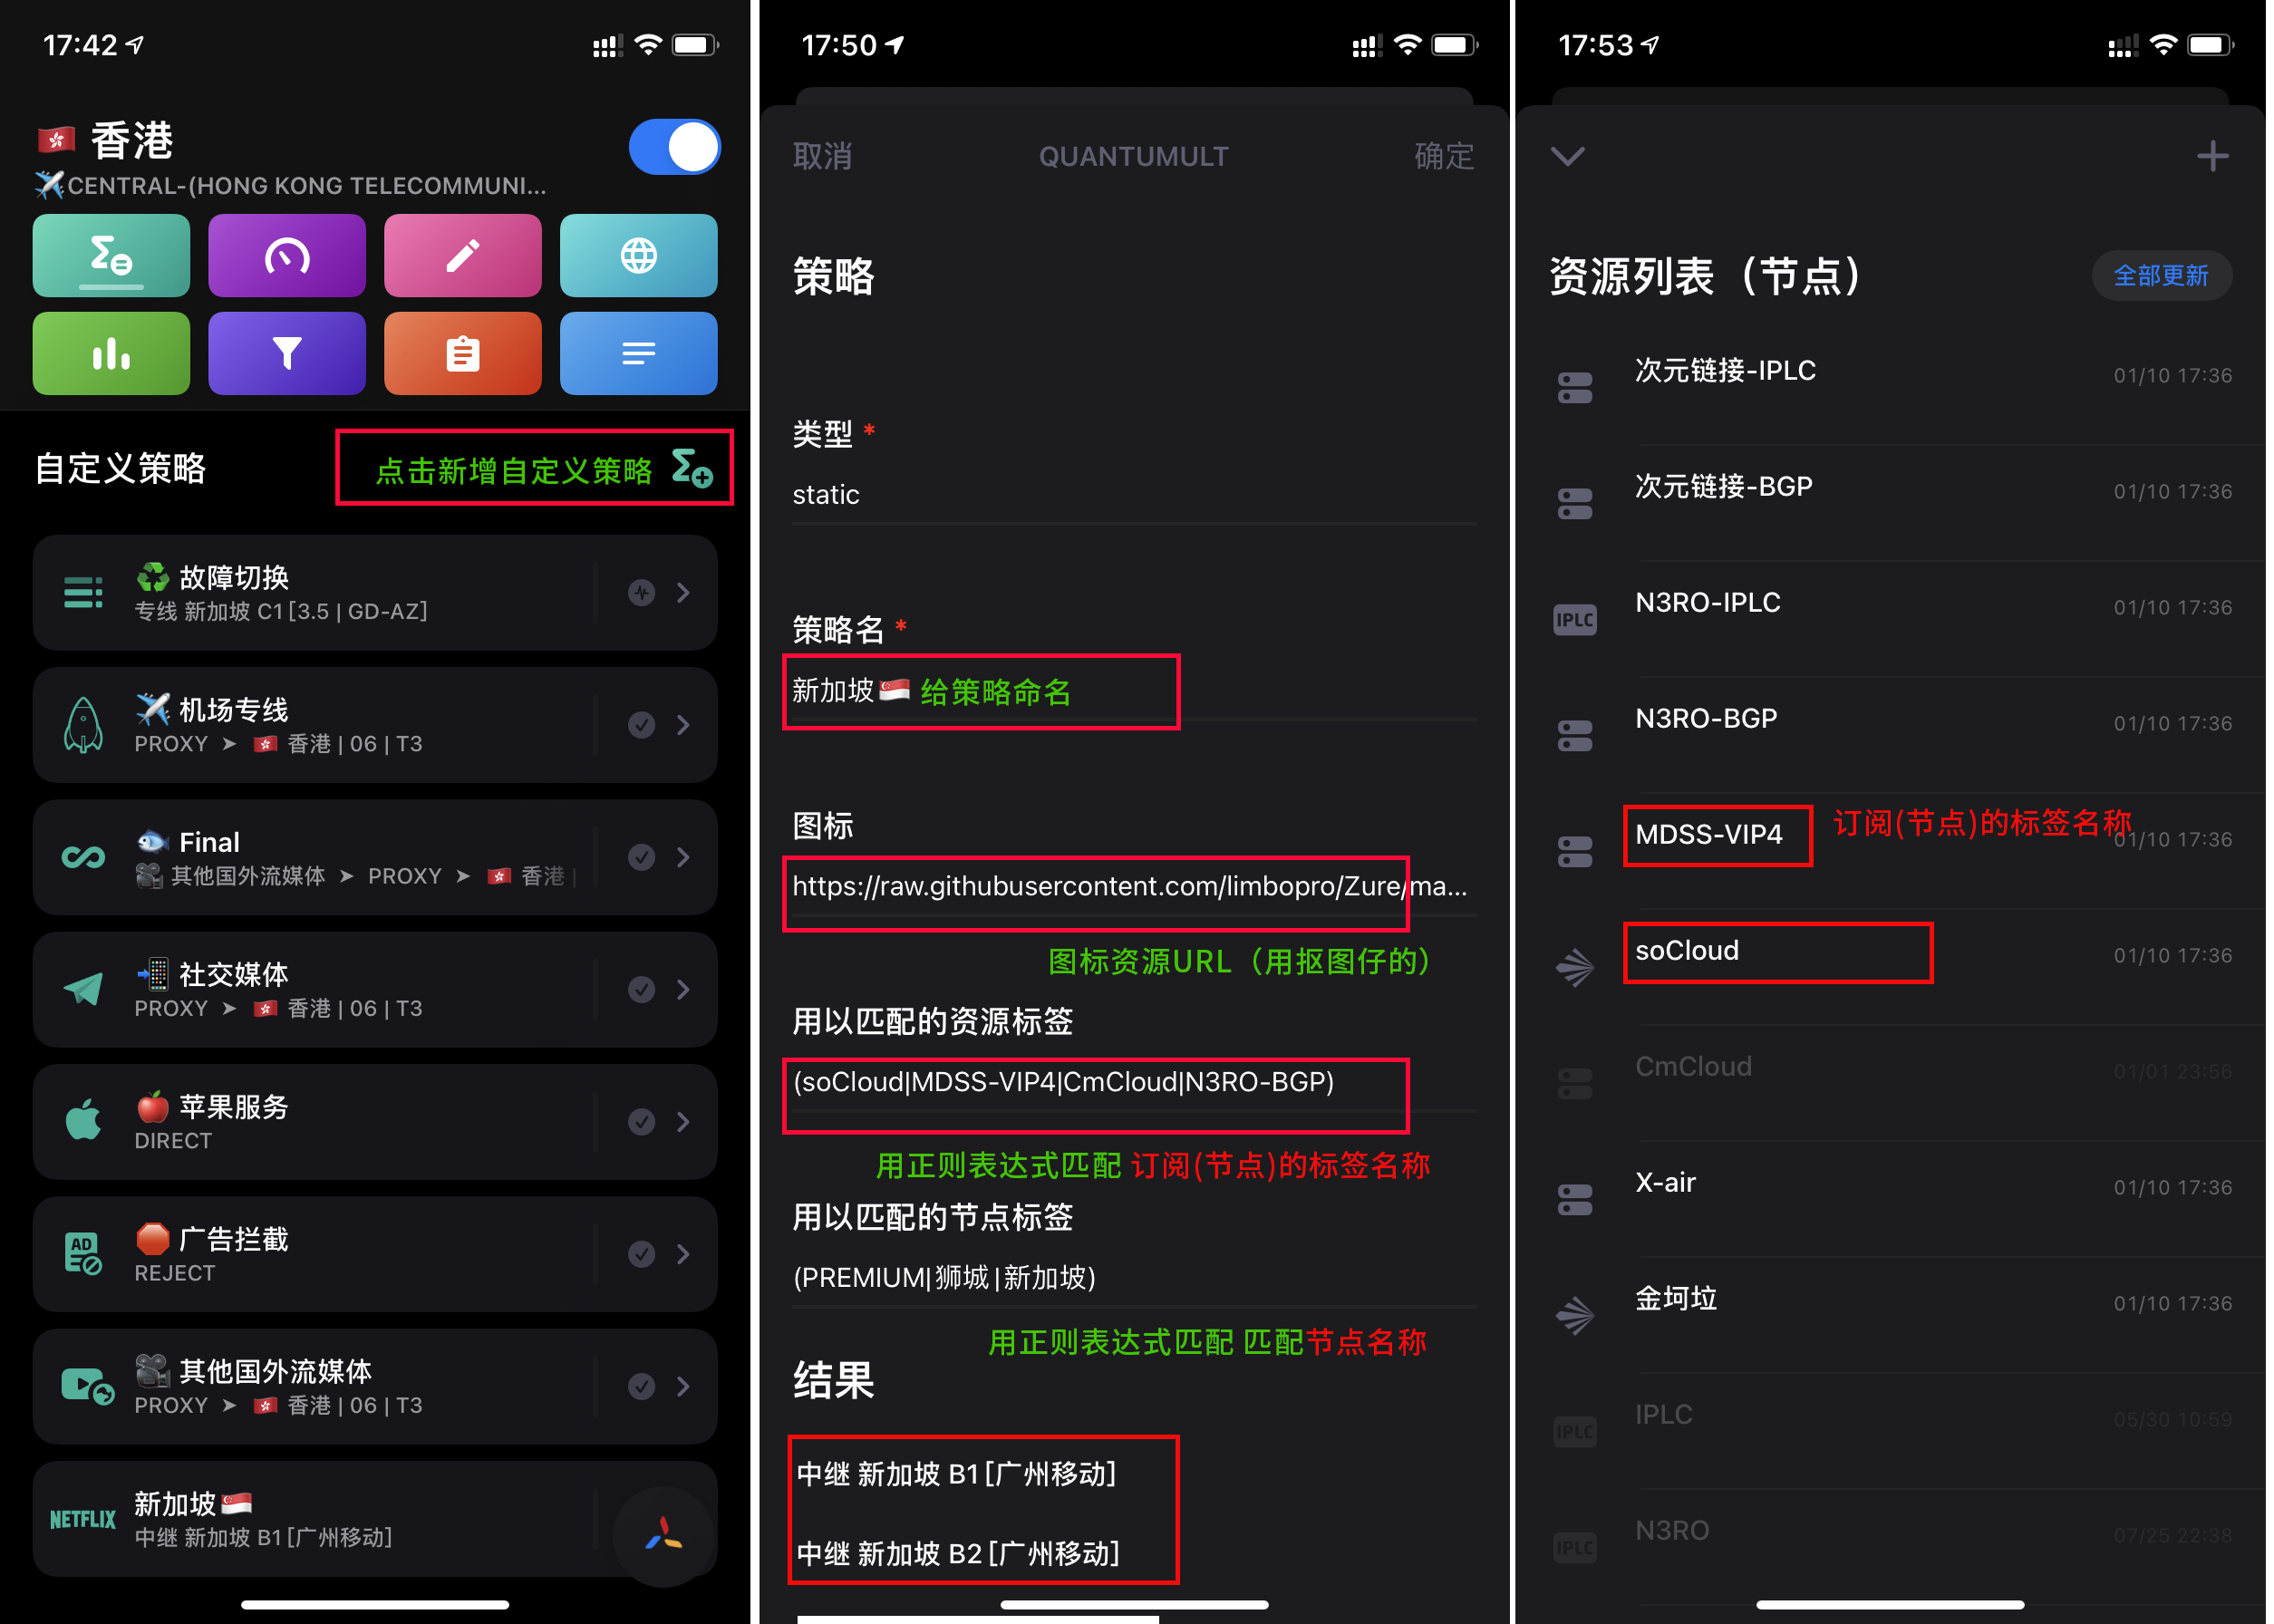 17:42
香港
CENTRAL-(HONG KONG TELECOMMUNI...
自定义策略
点击新增自定义策略
故障切换
专线 新加坡 C1[3.5 | GD-AZ]
机场专线
PROXY ➤ 香港 | 06 | T3
Final
其他国外流媒体 ➤ PROXY ➤ 香港 |
社交媒体
PROXY ➤ 香港 | 06 | T3
苹果服务
DIRECT
AD
广告拦截
REJECT
其他国外流媒体
PROXY ➤ 香港 | 06 | T3
NETFLIX
新加坡🇸🇬
中继 新加坡 B1[广州移动]
17:50
取消
QUANTUMULT
确定
策略
类型 *
static
策略名 *
新加坡🇸🇬 给策略命名
图标
https://raw.githubusercontent.com/limbopro/Zure/ma...
图标资源URL（用抠图仔的）
用以匹配的资源标签
(soCloud|MDSS-VIP4|CmCloud|N3RO-BGP)
用正则表达式匹配 订阅(节点)的标签名称
用以匹配的节点标签
(PREMIUM|狮城|新加坡)
用正则表达式匹配 匹配节点名称
结果
中继 新加坡 B1[广州移动]
中继 新加坡 B2[广州移动]
17:53
资源列表（节点）
全部更新
次元链接-IPLC
01/10 17:36
次元链接-BGP
01/10 17:36
IPLC
N3RO-IPLC
01/10 17:36
N3RO-BGP
01/10 17:36
MDSS-VIP4
订阅(节点)的标签名称
01/10 17:36
soCloud
01/10 17:36
CmCloud
01/01 23:56
X-air
01/10 17:36
金坷垃
01/10 17:36
IPLC
IPLC
05/30 10:59
IPLC
N3RO
07/25 22:38